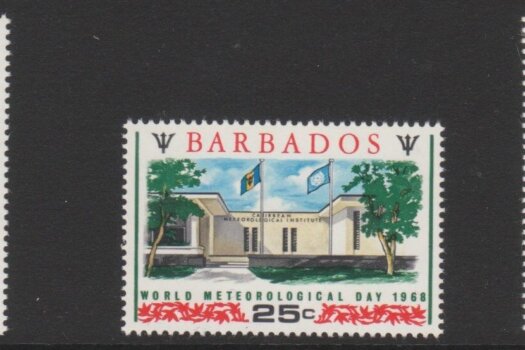 BARBADOS
CARIBBEAN
METEOROLOGICAL INSTITUTE
WORLD METEOROLOGICAL DAY 1968
25c